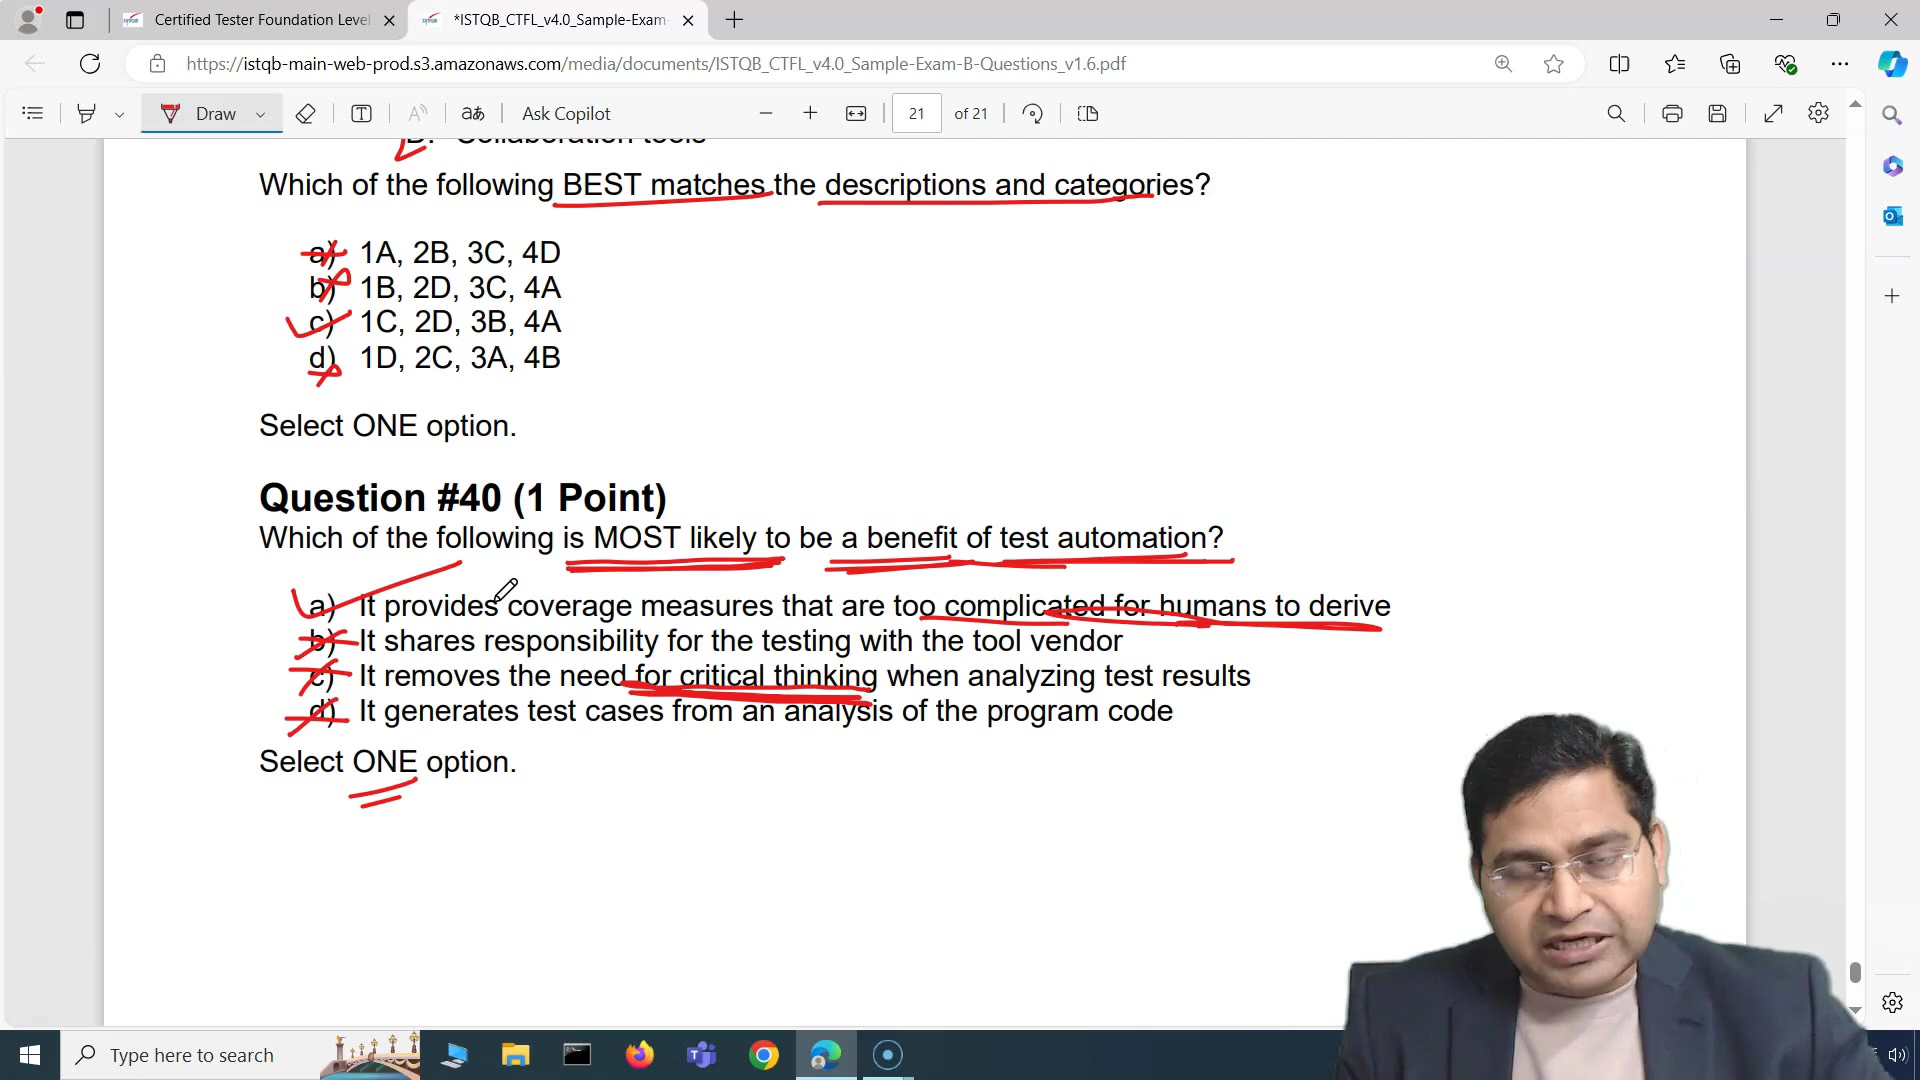 Certified Tester Foundation Level
*ISTQB_CTFL_v4.0_Sample-Exam-
https://istqb-main-web-prod.s3.amazonaws.com/media/documents/ISTQB_CTFL_v4.0_Sample-Exam-B-Questions_v1.6.pdf
Draw
Ask Copilot
21 of 21
D. Collaboration tools
Which of the following BEST matches the descriptions and categories?
a) 1A, 2B, 3C, 4D
b) 1B, 2D, 3C, 4A
c) 1C, 2D, 3B, 4A
d) 1D, 2C, 3A, 4B
Select ONE option.
Question #40 (1 Point)
Which of the following is MOST likely to be a benefit of test automation?
a) It provides coverage measures that are too complicated for humans to derive
b) It shares responsibility for the testing with the tool vendor
c) It removes the need for critical thinking when analyzing test results
d) It generates test cases from an analysis of the program code
Select ONE option.
Type here to search